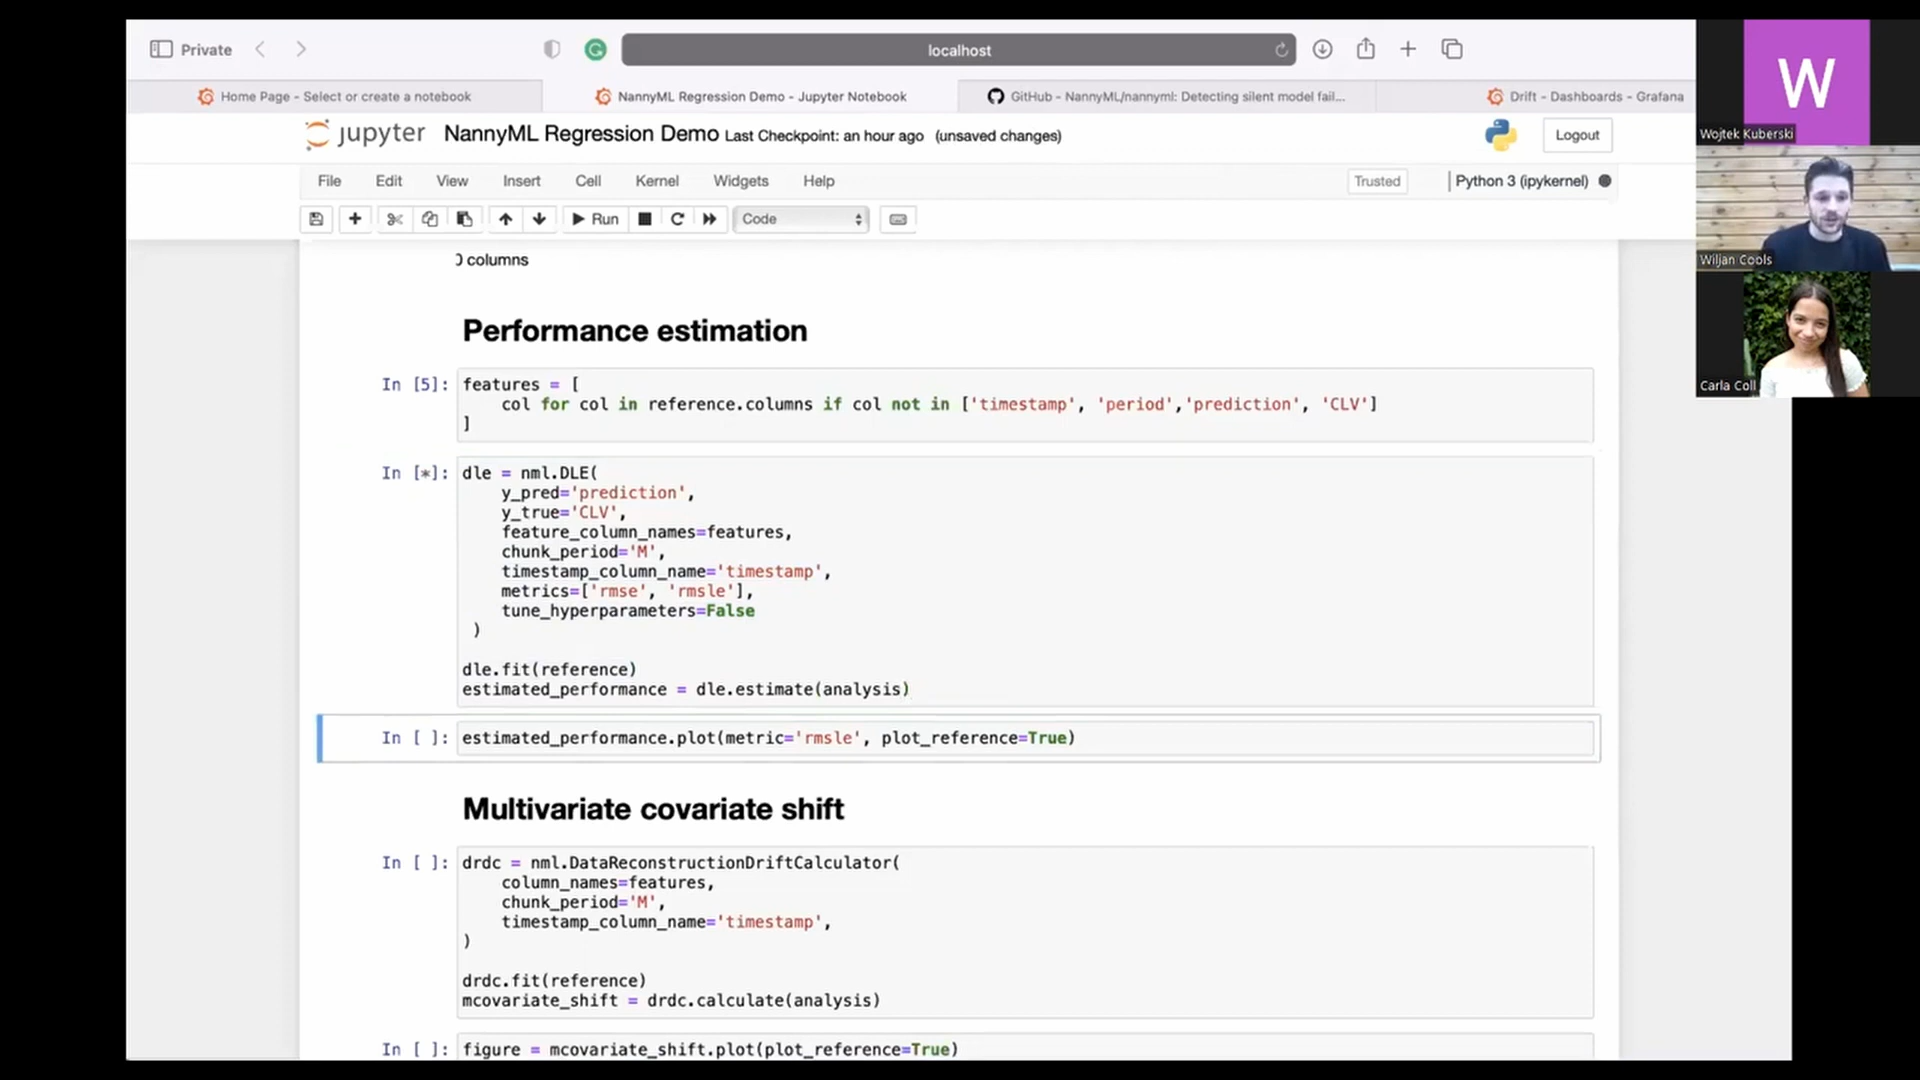 Private
localhost
Home Page - Select or create a notebook
NannyML Regression Demo - Jupyter Notebook
GitHub - NannyML/nannyml: Detecting silent model fail...
Drift - Dashboards - Grafana
jupyter NannyML Regression Demo Last Checkpoint: an hour ago (unsaved changes)
Logout
File Edit View Insert Cell Kernel Widgets Help
Trusted
Python 3 (ipykernel)
Run
Code
W
Wojtek Kuberski
Wiljan Cools
Carla Coll
columns
Performance estimation
In [5]: features = [
col for col in reference.columns if col not in ['timestamp', 'period','prediction', 'CLV']
]
In [*]: dle = nml.DLE(
y_pred='prediction',
y_true='CLV',
feature_column_names=features,
chunk_period='M',
timestamp_column_name='timestamp',
metrics=['rmse', 'rmsle'],
tune_hyperparameters=False
)
dle.fit(reference)
estimated_performance = dle.estimate(analysis)
In [ ]: estimated_performance.plot(metric='rmsle', plot_reference=True)
Multivariate covariate shift
In [ ]: drdc = nml.DataReconstructionDriftCalculator(
column_names=features,
chunk_period='M',
timestamp_column_name='timestamp',
)
drdc.fit(reference)
mcovariate_shift = drdc.calculate(analysis)
In [ ]: figure = mcovariate_shift.plot(plot_reference=True)